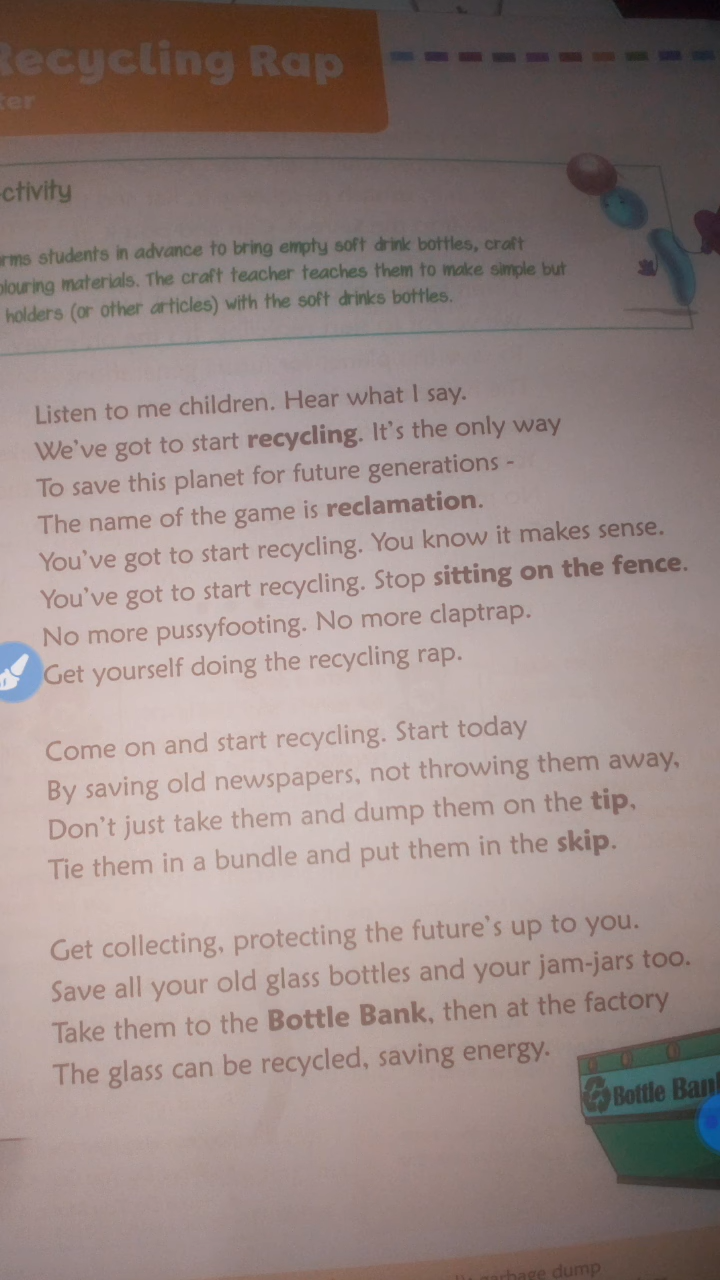 Recycling Rap
ter
ctivity
rms students in advance to bring empty soft drink bottles, craft
louring materials. The craft teacher teaches them to make simple but
holders (or other articles) with the soft drinks bottles.
Listen to me children. Hear what I say.
We've got to start recycling. It's the only way
To save this planet for future generations -
The name of the game is reclamation.
You've got to start recycling. You know it makes sense.
You've got to start recycling. Stop sitting on the fence.
No more pussyfooting. No more claptrap.
Get yourself doing the recycling rap.
Come on and start recycling. Start today
By saving old newspapers, not throwing them away,
Don't just take them and dump them on the tip,
Tie them in a bundle and put them in the skip.
Get collecting, protecting the future's up to you.
Save all your old glass bottles and your jam-jars too.
Take them to the Bottle Bank, then at the factory
The glass can be recycled, saving energy.
Bottle Bank
garbage dump